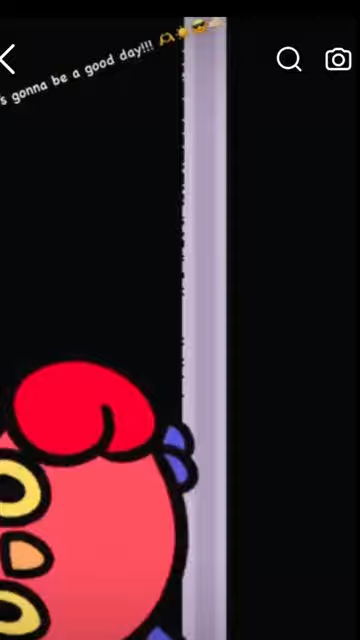 's gonna be a good day!!! 🫶☀️😎